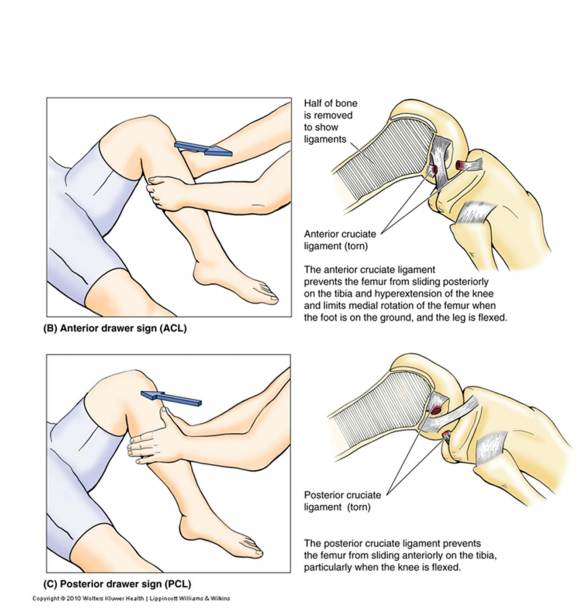 Half of bone
is removed
to show
ligaments
Anterior cruciate
ligament (torn)
The anterior cruciate ligament
prevents the femur from sliding posteriorly
on the tibia and hyperextension of the knee
and limits medial rotation of the femur when
the foot is on the ground, and the leg is flexed.
(B) Anterior drawer sign (ACL)
Posterior cruciate
ligament (torn)
The posterior cruciate ligament prevents
the femur from sliding anteriorly on the tibia,
particularly when the knee is flexed.
(C) Posterior drawer sign (PCL)
Copyright © 2010 Wolters Kluwer Health | Lippincott Williams & Wilkins